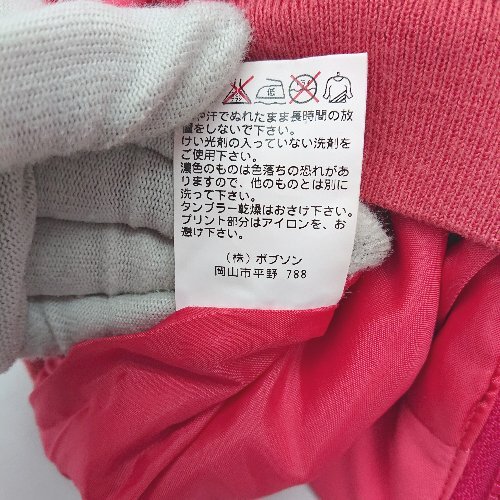 低
や汗でぬれたまま長時間の放
置をしないで下さい。
けい光剤の入っていない洗剤を
ご使用下さい。
濃色のものは色落ちの恐れがあ
りますので、他のものとは別に
洗って下さい。
タンブラー乾燥はおさけ下さい。
プリント部分はアイロンを、お
避け下さい。
（株）ボブソン
岡山市平野 788